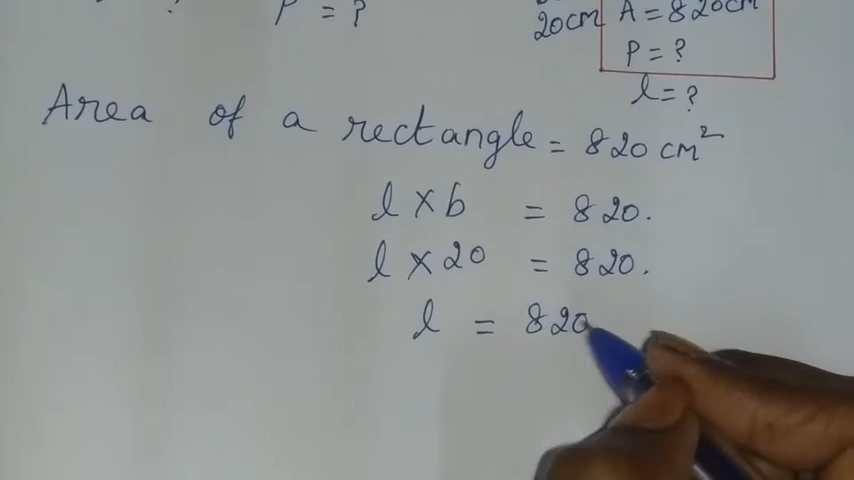 P = ?
20cm A = 820cm
P = ?
l = ?
Area of a rectangle = 820 cm²
l × b = 820.
l × 20 = 820.
l = 820